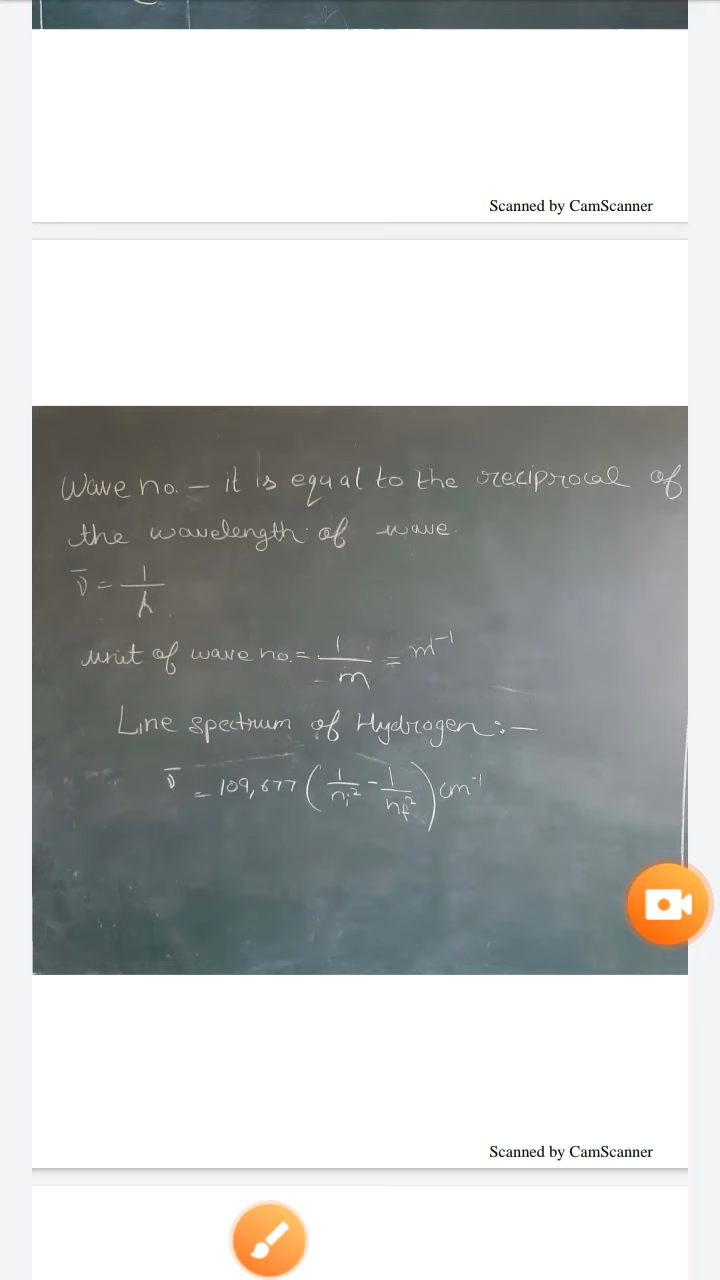 Scanned by CamScanner
Wave no. – it is equal to the reciprocal of
the wavelength of wave.
ν̅ = 1/λ
unit of wave no. = 1/m = m⁻¹
Line spectrum of Hydrogen :–
ν̅ = 109,677 (1/nᵢ² - 1/n_f²) cm⁻¹
Scanned by CamScanner